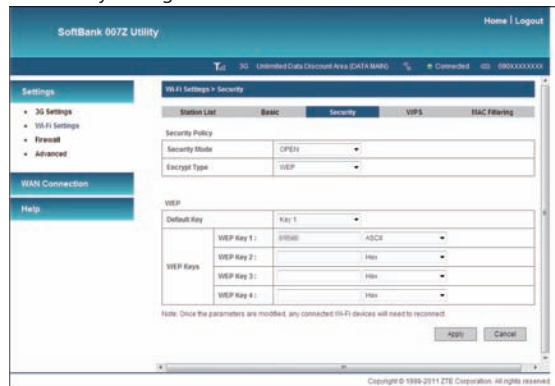 Home | Logout
SoftBank 007Z Utility
3G Unlimited Data Discount Area (DATA MAIN) Connected 090XXXXXXXX
Settings
3G Settings
Wi-Fi Settings
Firewall
Advanced
WAN Connection
Help
Wi-Fi Settings > Security
Station List Basic Security WPS MAC Filtering
Security Policy
Security Mode OPEN
Encrypt Type WEP
WEP
Default Key Key 1
WEP Keys
WEP Key 1 : ASCII
WEP Key 2 : Hex
WEP Key 3 : Hex
WEP Key 4 : Hex
Note: Once the parameters are modified, any connected Wi-Fi devices will need to reconnect.
Apply Cancel
Copyright © 1998-2011 ZTE Corporation. All rights reserved